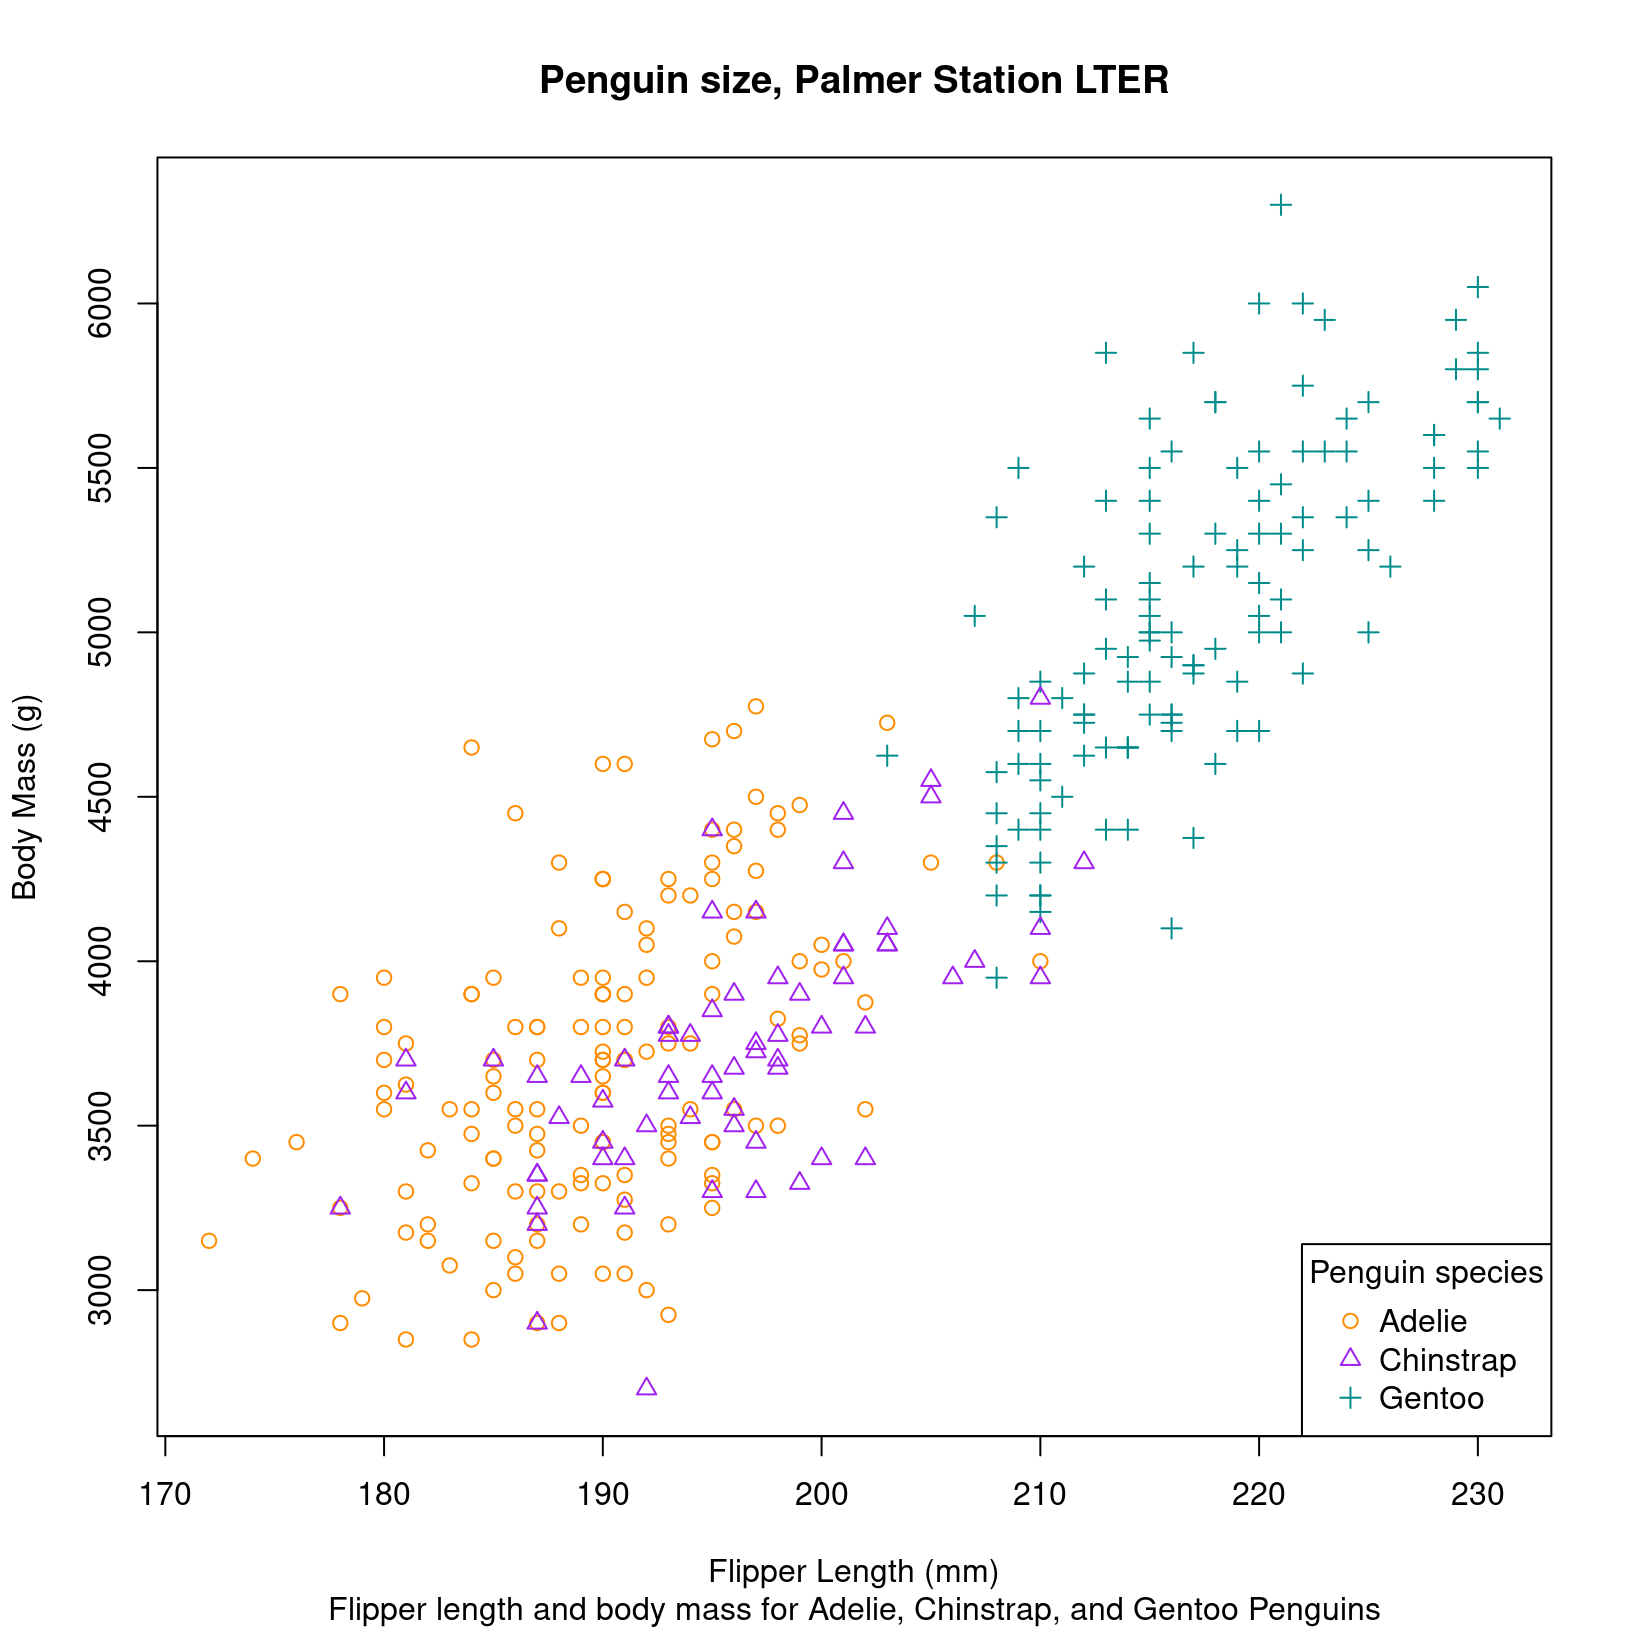 Penguin size, Palmer Station LTER
Body Mass (g)
6000
5500
5000
4500
4000
3500
3000
Penguin species
Adelie
Chinstrap
Gentoo
170 180 190 200 210 220 230
Flipper Length (mm)
Flipper length and body mass for Adelie, Chinstrap, and Gentoo Penguins